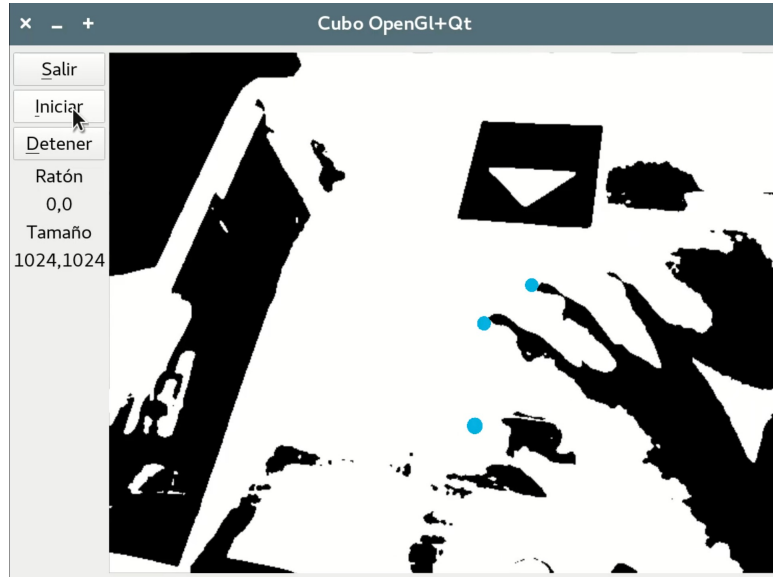 Cubo OpenGl+Qt
Salir
Iniciar
Detener
Ratón
0,0
Tamaño
1024,1024